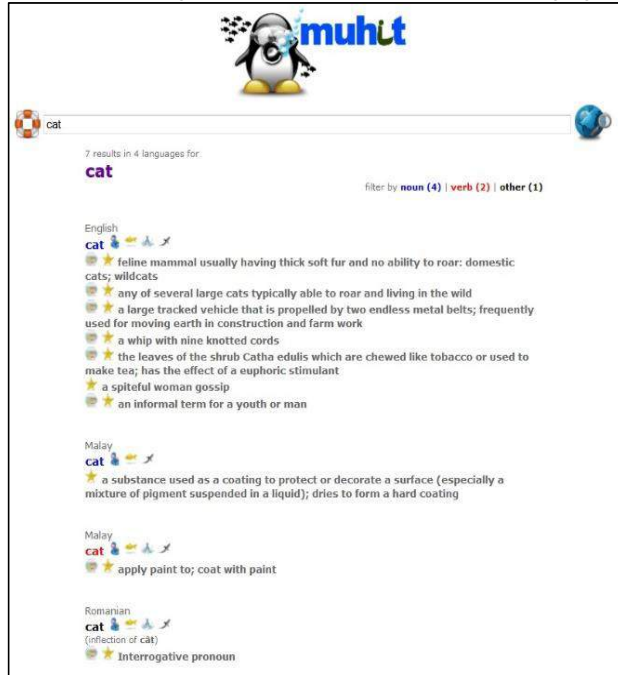 muhit
cat
7 results in 4 languages for
cat
filter by noun (4) | verb (2) | other (1)
English
cat
feline mammal usually having thick soft fur and no ability to roar: domestic
cats; wildcats
any of several large cats typically able to roar and living in the wild
a large tracked vehicle that is propelled by two endless metal belts; frequently
used for moving earth in construction and farm work
a whip with nine knotted cords
the leaves of the shrub Catha edulis which are chewed like tobacco or used to
make tea; has the effect of a euphoric stimulant
a spiteful woman gossip
an informal term for a youth or man
Malay
cat
a substance used as a coating to protect or decorate a surface (especially a
mixture of pigment suspended in a liquid); dries to form a hard coating
Malay
cat
apply paint to; coat with paint
Romanian
cat
(inflection of cât)
Interrogative pronoun